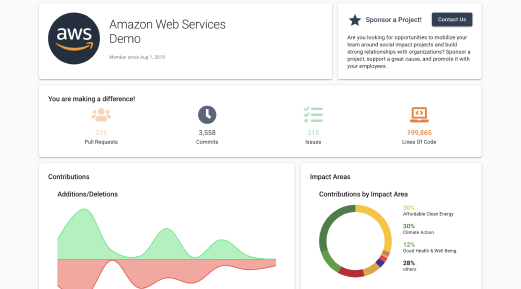 aws
Amazon Web Services
Demo
Member since Aug 1, 2019
Sponsor a Project!
Contact Us
Are you looking for opportunities to mobilize your
team around social impact projects and build
strong relationships with organizations? Sponsor a
project, support a great cause, and promote it with
your employees.
You are making a difference!
215
Pull Requests
3,558
Commits
215
Issues
199,865
Lines Of Code
Contributions
Additions/Deletions
Impact Areas
Contributions by Impact Area
30%
Affordable Clean Energy
30%
Climate Action
12%
Good Health & Well Being
28%
others